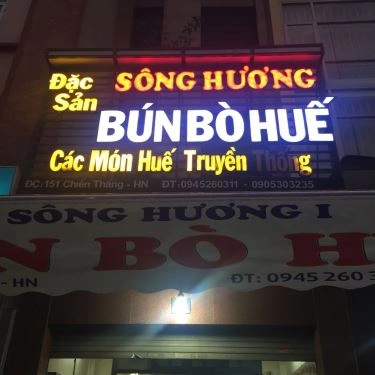 Đặc Sản
SÔNG HƯƠNG
BÚN BÒ HUẾ
Các Món Huế Truyền Thống
ĐC:151 Chiến Thắng - HN ĐT:0945260311 - 0905303235
SÔNG HƯƠNG I
N BÒ H
- HN ĐT: 0945 260 3